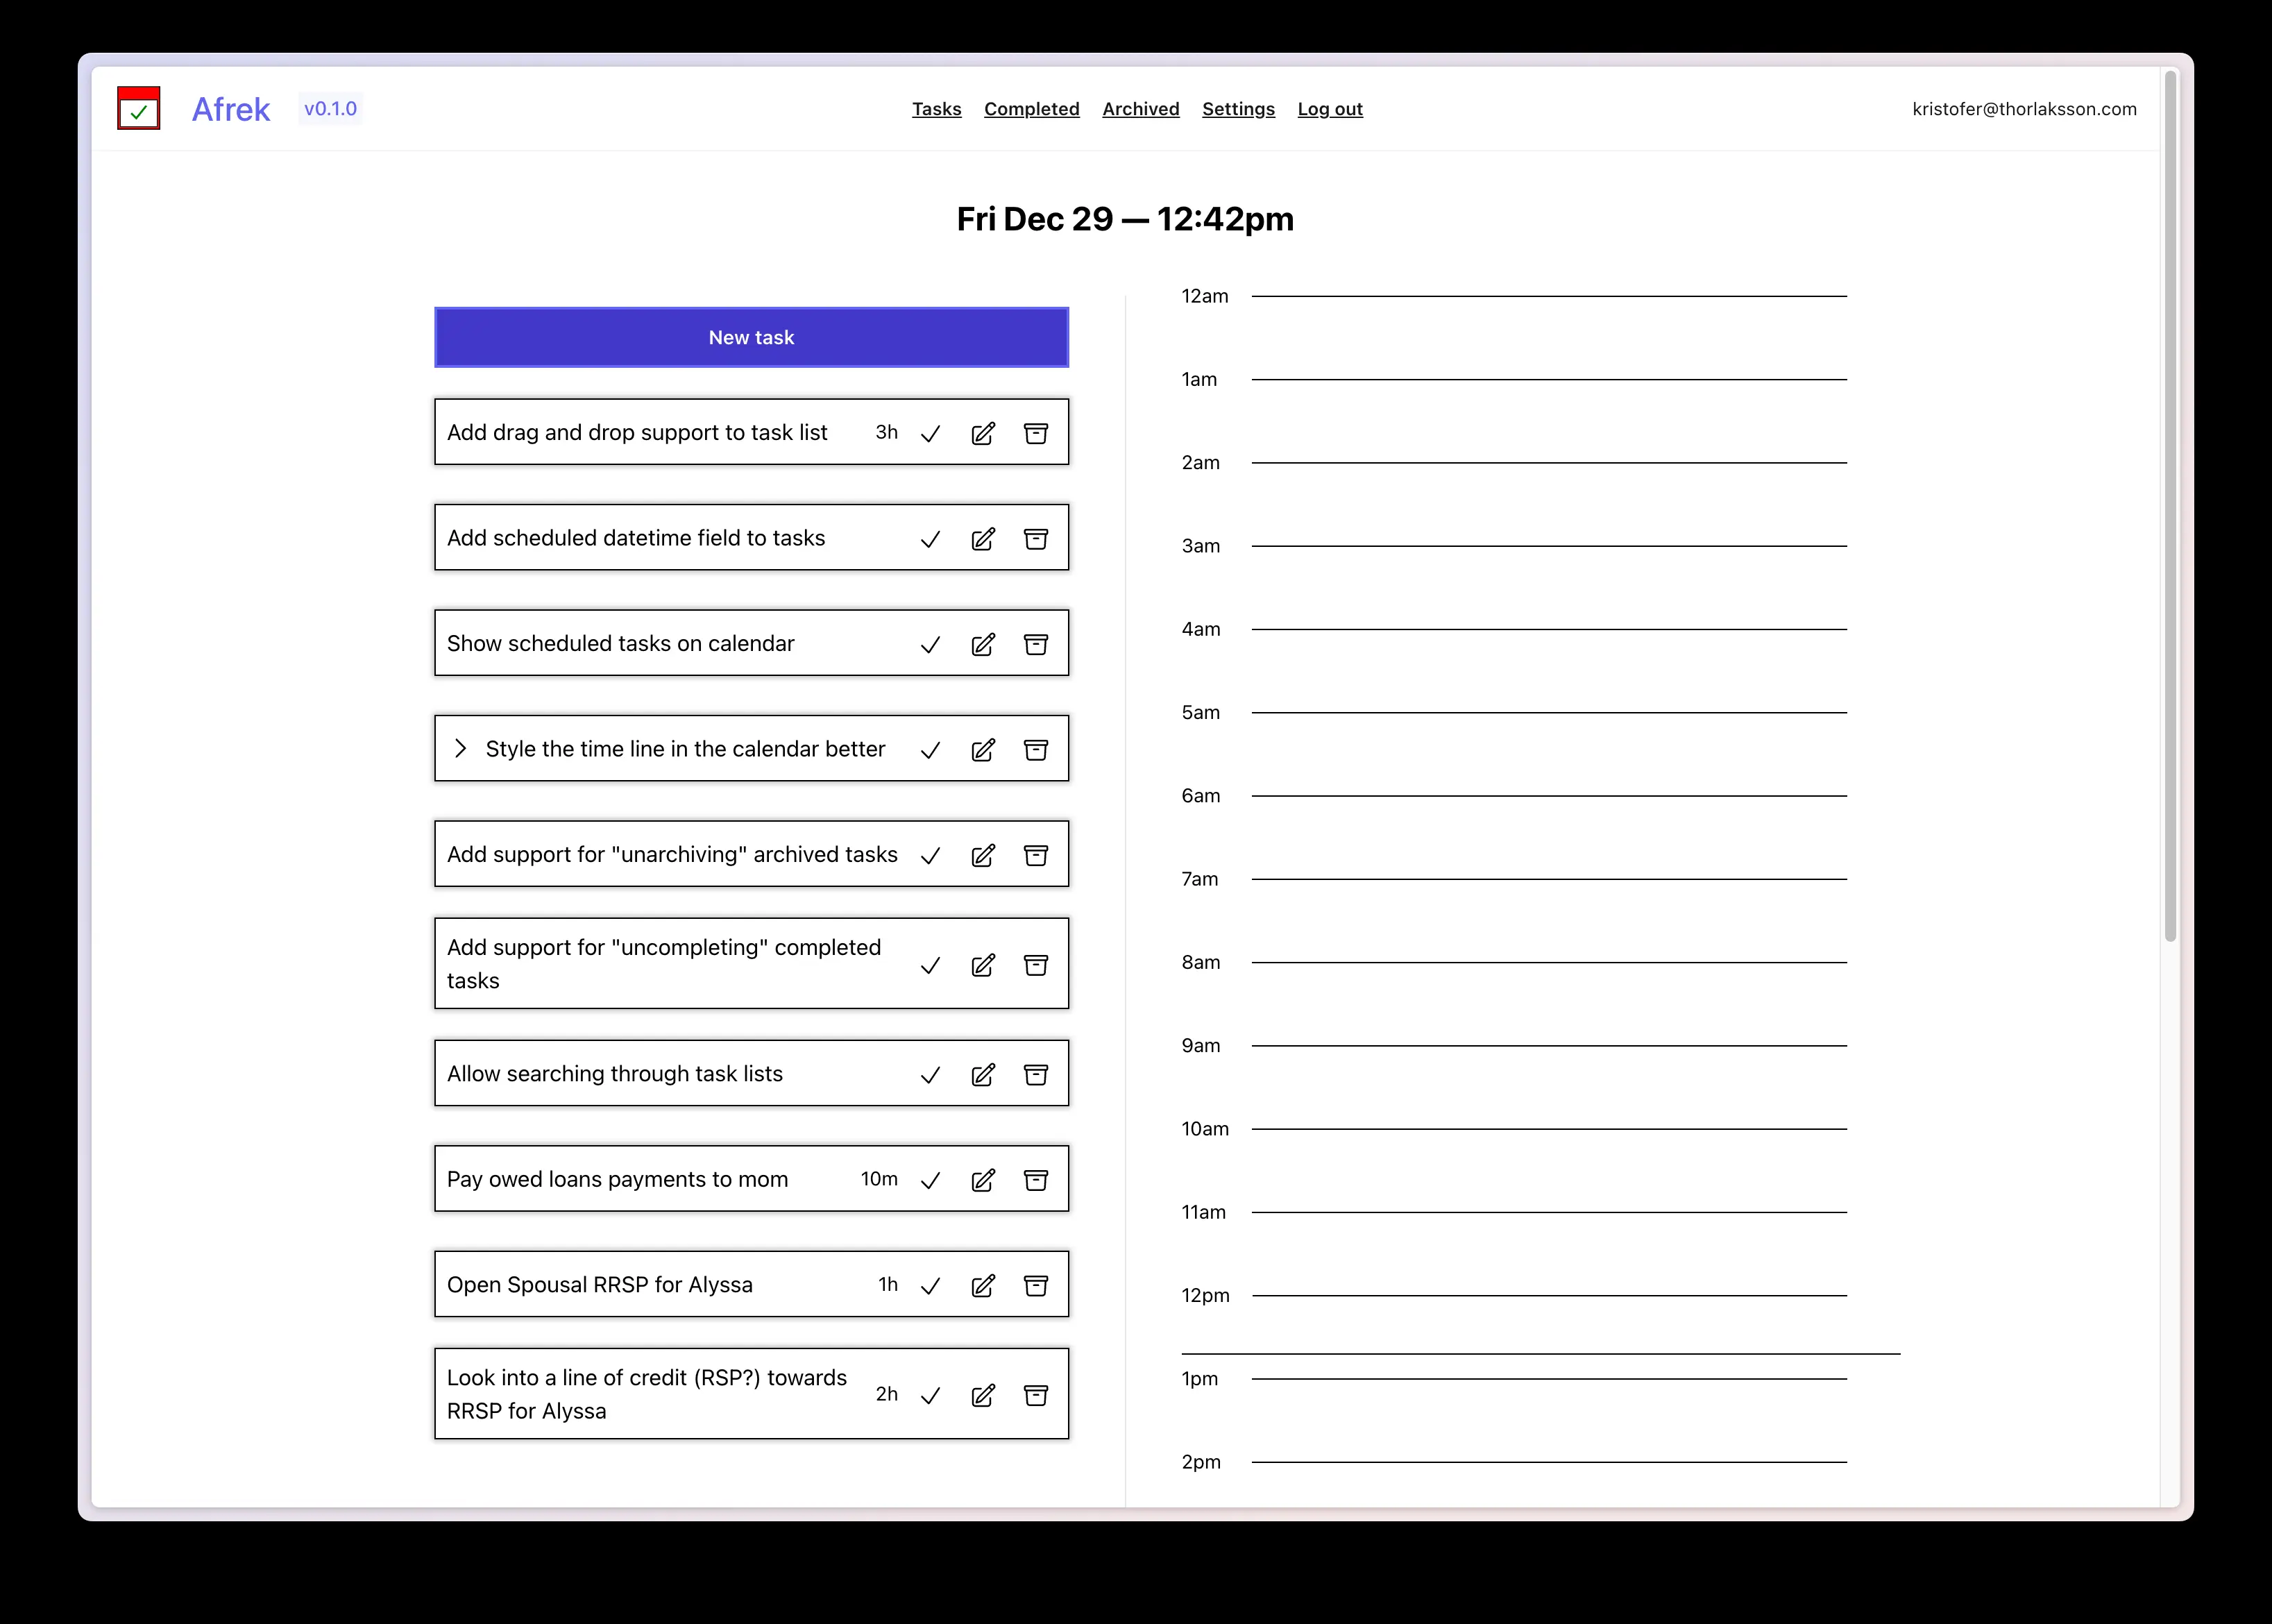 Afrek v0.1.0 Tasks Completed Archived Settings Log out kristofer@thorlaksson.com
Fri Dec 29 — 12:42pm
New task
Add drag and drop support to task list 3h
Add scheduled datetime field to tasks
Show scheduled tasks on calendar
Style the time line in the calendar better
Add support for "unarchiving" archived tasks
Add support for "uncompleting" completed
tasks
Allow searching through task lists
Pay owed loans payments to mom 10m
Open Spousal RRSP for Alyssa 1h
Look into a line of credit (RSP?) towards
RRSP for Alyssa
2h
12am
1am
2am
3am
4am
5am
6am
7am
8am
9am
10am
11am
12pm
1pm
2pm